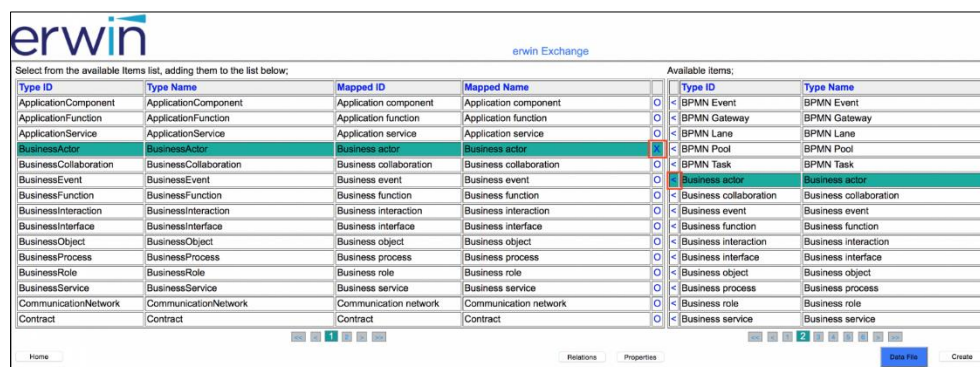 erwin
erwin Exchange
Select from the available Items list, adding them to the list below; Available items;
Type ID Type Name Mapped ID Mapped Name Type ID Type Name
ApplicationComponent ApplicationComponent Application component Application component O < BPMN Event BPMN Event
ApplicationFunction ApplicationFunction Application function Application function O < BPMN Gateway BPMN Gateway
ApplicationService ApplicationService Application service Application service O < BPMN Lane BPMN Lane
BusinessActor BusinessActor Business actor Business actor X < BPMN Pool BPMN Pool
BusinessCollaboration BusinessCollaboration Business collaboration Business collaboration O < BPMN Task BPMN Task
BusinessEvent BusinessEvent Business event Business event O < Business actor Business actor
BusinessFunction BusinessFunction Business function Business function O < Business collaboration Business collaboration
BusinessInteraction BusinessInteraction Business interaction Business interaction O < Business event Business event
BusinessInterface BusinessInterface Business interface Business interface O < Business function Business function
BusinessObject BusinessObject Business object Business object O < Business interaction Business interaction
BusinessProcess BusinessProcess Business process Business process O < Business interface Business interface
BusinessRole BusinessRole Business role Business role O < Business object Business object
BusinessService BusinessService Business service Business service O < Business process Business process
CommunicationNetwork CommunicationNetwork Communication network Communication network O < Business role Business role
Contract Contract Contract Contract O < Business service Business service
<< < 1 2 > >> << < 1 2 3 4 5 6 > >>
Home Relations Properties Data File Create